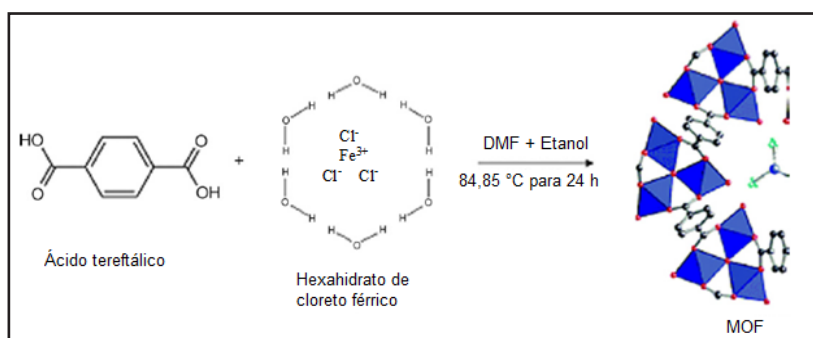 HO
O
O
OH
+
H O H
H O H
H O H
H O H
H O H
H O H
Cl-
Fe3+
Cl- Cl-
DMF + Etanol
84,85 °C para 24 h
Ácido tereftálico
Hexahidrato de
cloreto férrico
MOF